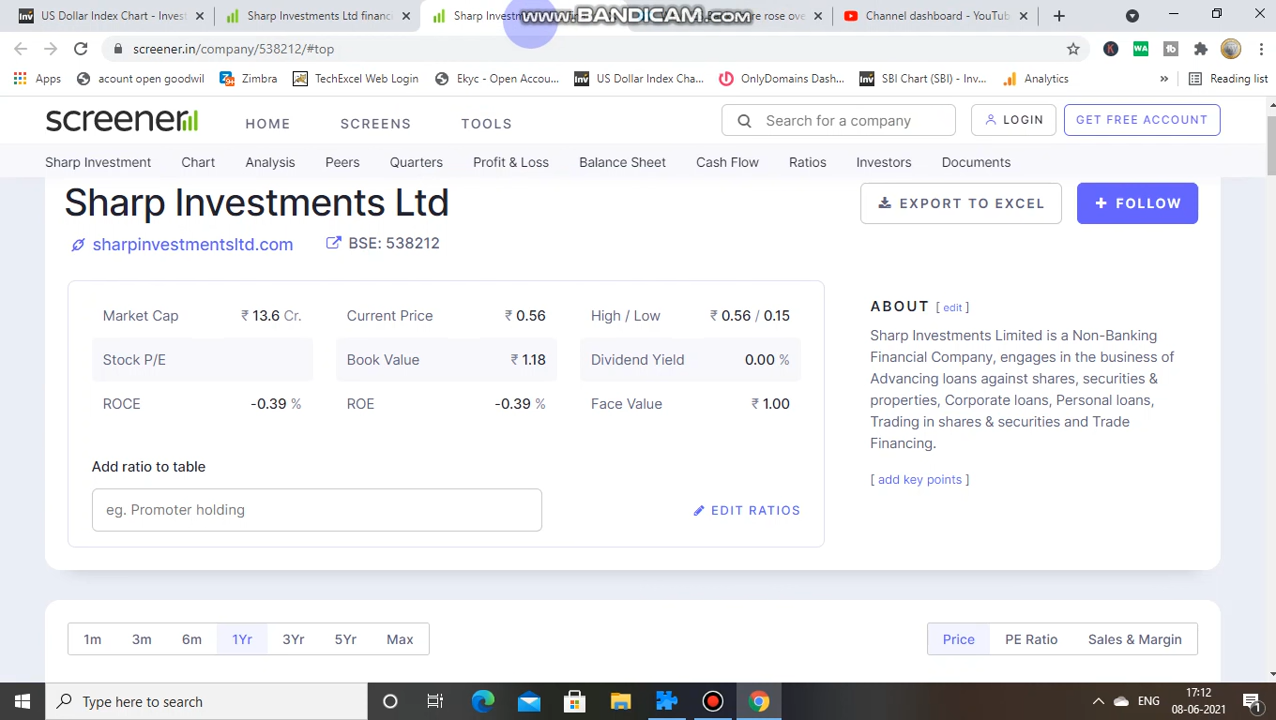 US Dollar Index Chart - Invest
Sharp Investments Ltd financ
Sharp Investme
www.BANDICAM.com
re rose ove
Channel dashboard - YouTub
screener.in/company/538212/#top
Apps
acount open goodwil
Zimbra
TechExcel Web Login
Ekyc - Open Accou...
US Dollar Index Cha...
OnlyDomains Dash...
SBI Chart (SBI) - Inv...
Analytics
»
Reading list
screener
HOME
SCREENS
TOOLS
Search for a company
LOGIN
GET FREE ACCOUNT
Sharp Investment
Chart
Analysis
Peers
Quarters
Profit & Loss
Balance Sheet
Cash Flow
Ratios
Investors
Documents
Sharp Investments Ltd
EXPORT TO EXCEL
+ FOLLOW
sharpinvestmentsltd.com
BSE: 538212
Market Cap ₹ 13.6 Cr.
Current Price ₹ 0.56
High / Low ₹ 0.56 / 0.15
Stock P/E
Book Value ₹ 1.18
Dividend Yield 0.00 %
ROCE -0.39 %
ROE -0.39 %
Face Value ₹ 1.00
Add ratio to table
eg. Promoter holding
EDIT RATIOS
ABOUT [ edit ]
Sharp Investments Limited is a Non-Banking
Financial Company, engages in the business of
Advancing loans against shares, securities &
properties, Corporate loans, Personal loans,
Trading in shares & securities and Trade
Financing.
[ add key points ]
1m
3m
6m
1Yr
3Yr
5Yr
Max
Price
PE Ratio
Sales & Margin
Type here to search
ENG
17:12
08-06-2021
1